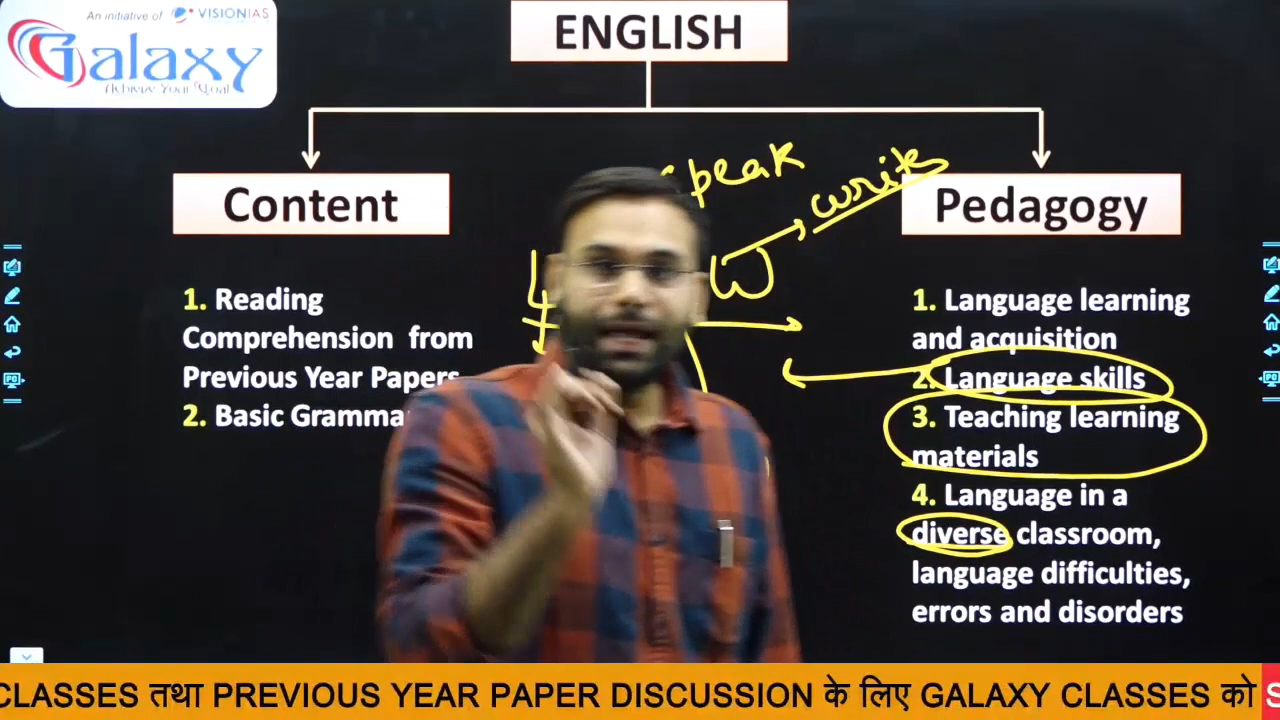 An initiative of VISIONIAS
Galaxy
Achieve Your Goal
ENGLISH
Content
Pedagogy
Speak
write
W
1. Reading
Comprehension from
Previous Year Papers
2. Basic Gramma
1. Language learning
and acquisition
2. Language skills
3. Teaching learning
materials
4. Language in a
diverse classroom,
language difficulties,
errors and disorders
CLASSES तथा PREVIOUS YEAR PAPER DISCUSSION के लिए GALAXY CLASSES को S